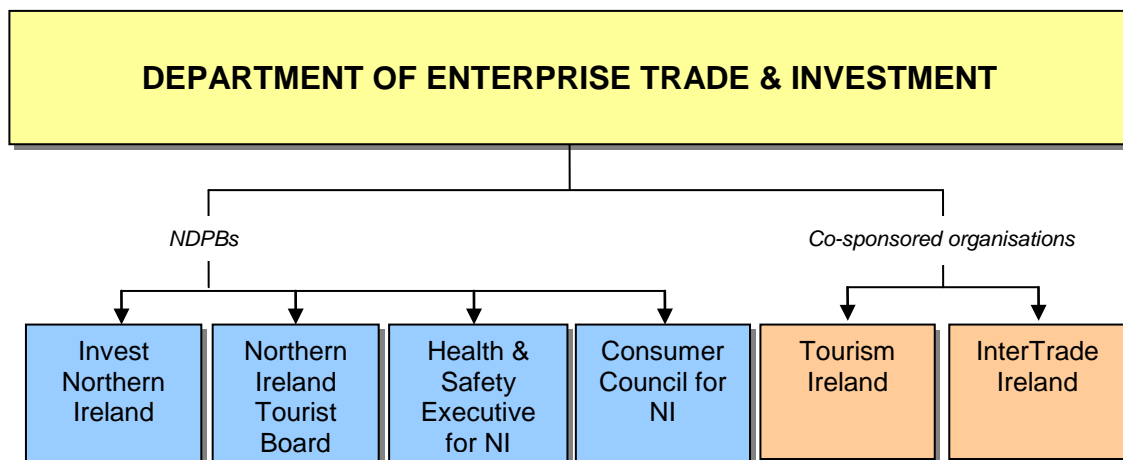 DEPARTMENT OF ENTERPRISE TRADE & INVESTMENT
NDPBs
Co-sponsored organisations
Invest
Northern
Ireland
Northern
Ireland
Tourist
Board
Health &
Safety
Executive
for NI
Consumer
Council for
NI
Tourism
Ireland
InterTrade
Ireland